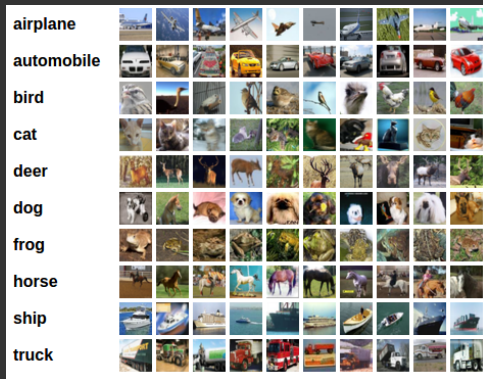 airplane
automobile
bird
cat
deer
dog
frog
horse
ship
truck